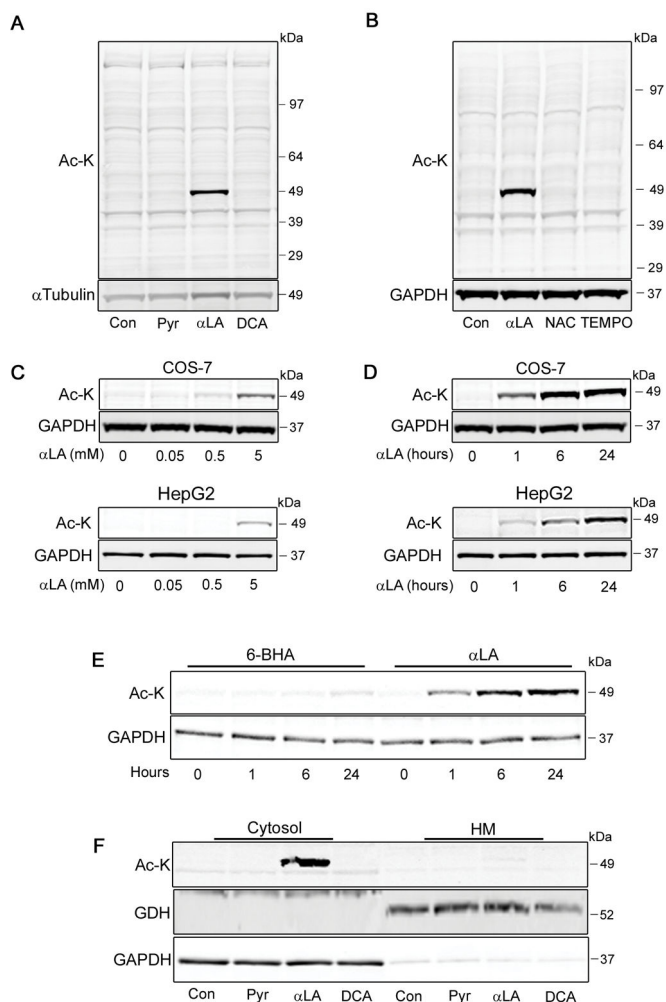 A
kDa
Ac-K
97
64
49
39
29
αTubulin
49
Con Pyr αLA DCA
B
kDa
Ac-K
97
64
49
39
29
GAPDH
37
Con αLA NAC TEMPO
C
COS-7
kDa
Ac-K
49
GAPDH
37
αLA (mM) 0 0.05 0.5 5
HepG2
kDa
Ac-K
49
GAPDH
37
αLA (mM) 0 0.05 0.5 5
D
COS-7
kDa
Ac-K
49
GAPDH
37
αLA (hours) 0 1 6 24
HepG2
kDa
Ac-K
49
GAPDH
37
αLA (hours) 0 1 6 24
E
6-BHA αLA
kDa
Ac-K
49
GAPDH
37
Hours 0 1 6 24 0 1 6 24
F
Cytosol HM
kDa
Ac-K
49
GDH
52
GAPDH
37
Con Pyr αLA DCA Con Pyr αLA DCA